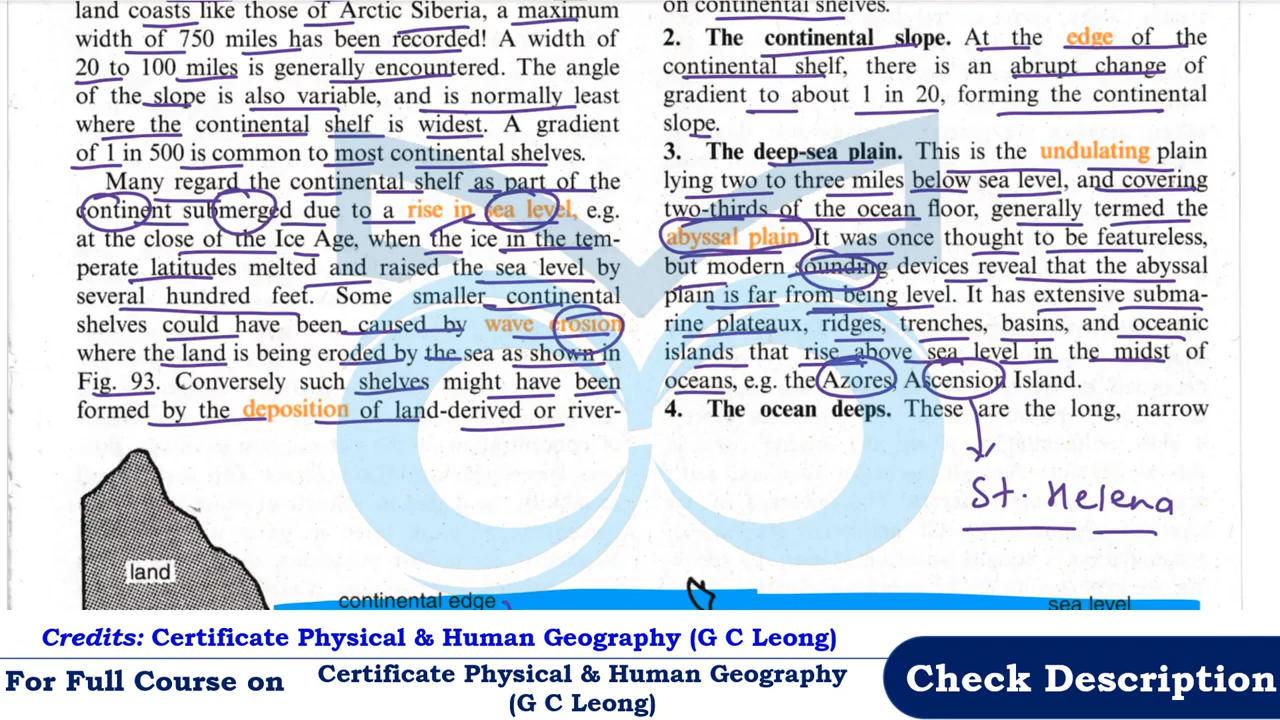 land coasts like those of Arctic Siberia, a maximum
width of 750 miles has been recorded! A width of
20 to 100 miles is generally encountered. The angle
of the slope is also variable, and is normally least
where the continental shelf is widest. A gradient
of 1 in 500 is common to most continental shelves.
Many regard the continental shelf as part of the
continent submerged due to a rise in sea level, e.g.
at the close of the Ice Age, when the ice in the tem-
perate latitudes melted and raised the sea level by
several hundred feet. Some smaller continental
shelves could have been caused by wave erosion
where the land is being eroded by the sea as shown in
Fig. 93. Conversely such shelves might have been
formed by the deposition of land-derived or river-
on continental shelves.
2. The continental slope. At the edge of the
continental shelf, there is an abrupt change of
gradient to about 1 in 20, forming the continental
slope.
3. The deep-sea plain. This is the undulating plain
lying two to three miles below sea level, and covering
two-thirds of the ocean floor, generally termed the
abyssal plain. It was once thought to be featureless,
but modern sounding devices reveal that the abyssal
plain is far from being level. It has extensive subma-
rine plateaux, ridges, trenches, basins, and oceanic
islands that rise above sea level in the midst of
oceans, e.g. the Azores, Ascension Island.
4. The ocean deeps. These are the long, narrow
St. Helena
land
continental edge
sea level
Credits: Certificate Physical & Human Geography (G C Leong)
For Full Course on
Certificate Physical & Human Geography
(G C Leong)
Check Description